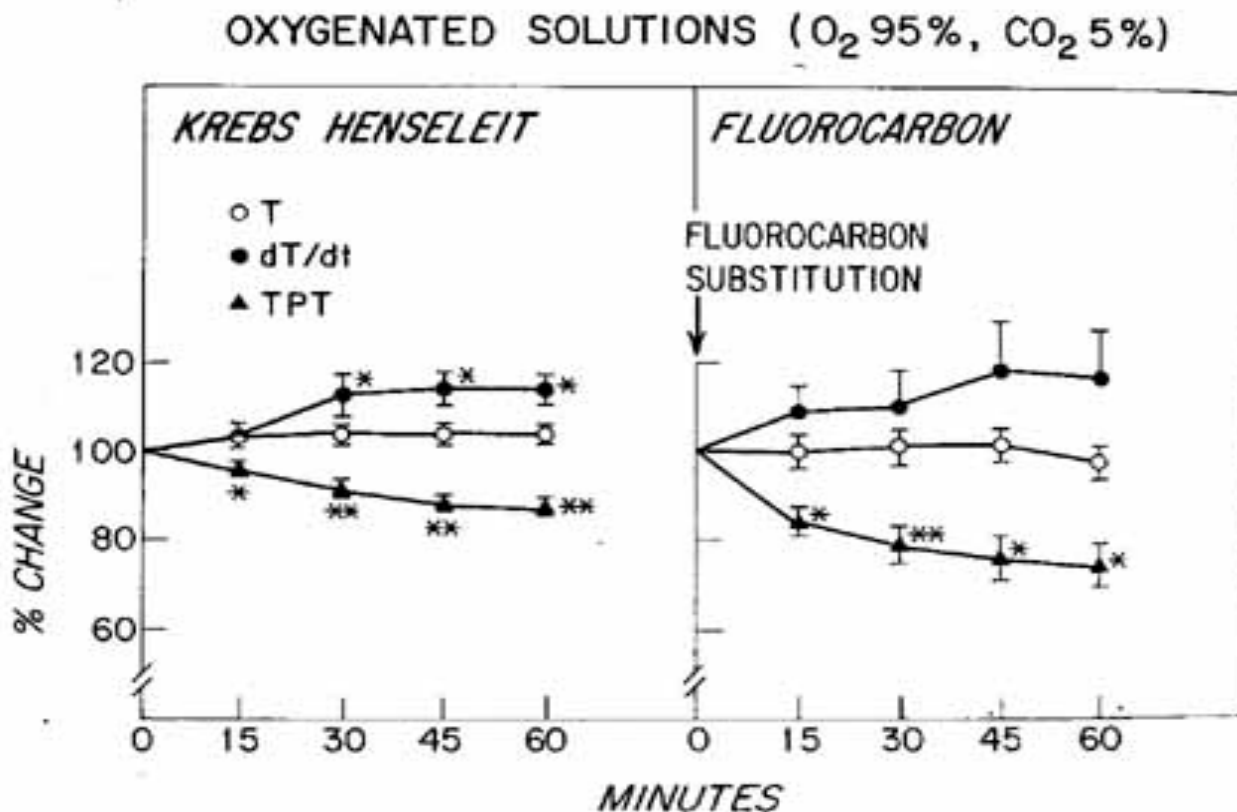 OXYGENATED SOLUTIONS (O₂ 95%, CO₂ 5%)
KREBS HENSELEIT
T
dT/dt
TPT
FLUOROCARBON
FLUOROCARBON
SUBSTITUTION
% CHANGE
120
100
80
60
*
*
*
*
**
**
**
*
**
*
*
0 15 30 45 60
0 15 30 45 60
MINUTES